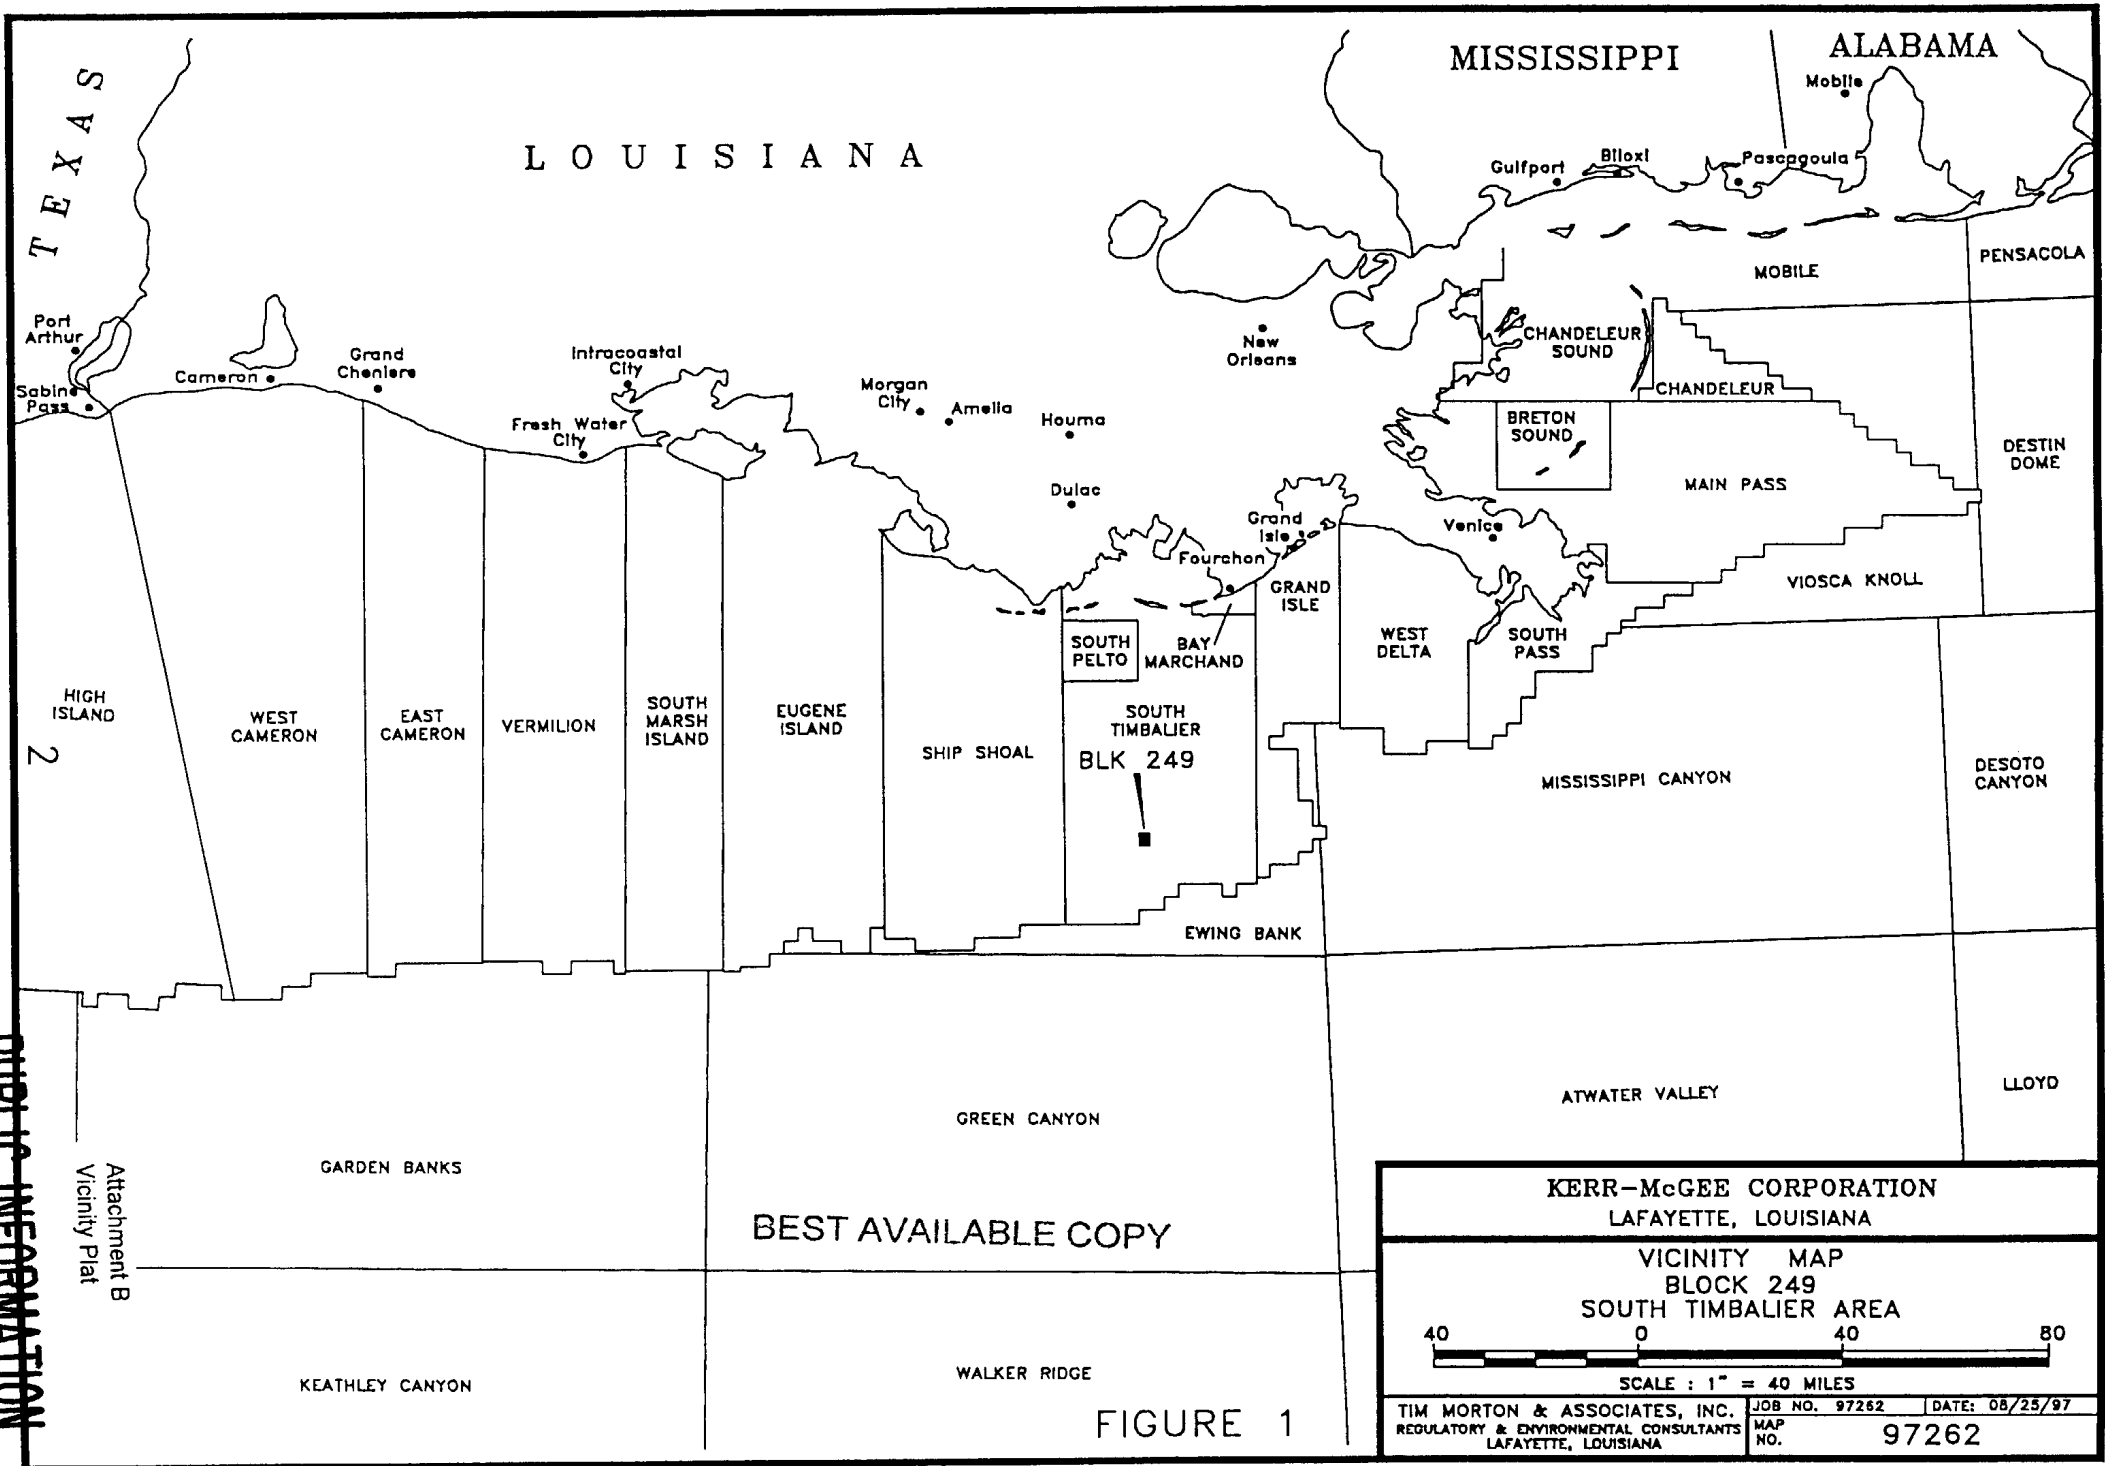 TEXAS
LOUISIANA
MISSISSIPPI
ALABAMA
Mobile
Gulfport
Biloxi
Pascagoula
Port
Arthur
Sabine
Pass
Cameron
Grand
Cheniere
Intracoastal
City
Fresh Water
City
Morgan
City
Amelia
Houma
Dulac
New
Orleans
Grand
Isle
Fourchon
Venice
PENSACOLA
MOBILE
CHANDELEUR
SOUND
CHANDELEUR
BRETON
SOUND
MAIN PASS
DESTIN
DOME
VIOSCA KNOLL
HIGH
ISLAND
WEST
CAMERON
EAST
CAMERON
VERMILION
SOUTH
MARSH
ISLAND
EUGENE
ISLAND
SHIP SHOAL
SOUTH
PELTO
BAY
MARCHAND
SOUTH
TIMBALIER
BLK 249
GRAND
ISLE
WEST
DELTA
SOUTH
PASS
MISSISSIPPI CANYON
DESOTO
CANYON
EWING BANK
GREEN CANYON
ATWATER VALLEY
LLOYD
GARDEN BANKS
KEATHLEY CANYON
WALKER RIDGE
2
Attachment B
Vicinity Plat
PUBLIC INFORMATION
BEST AVAILABLE COPY
FIGURE 1
KERR-McGEE CORPORATION
LAFAYETTE, LOUISIANA
VICINITY MAP
BLOCK 249
SOUTH TIMBALIER AREA
40 0 40 80
SCALE : 1" = 40 MILES
TIM MORTON & ASSOCIATES, INC.
REGULATORY & ENVIRONMENTAL CONSULTANTS
LAFAYETTE, LOUISIANA
JOB NO. 97262
DATE: 08/25/97
MAP
NO.
97262